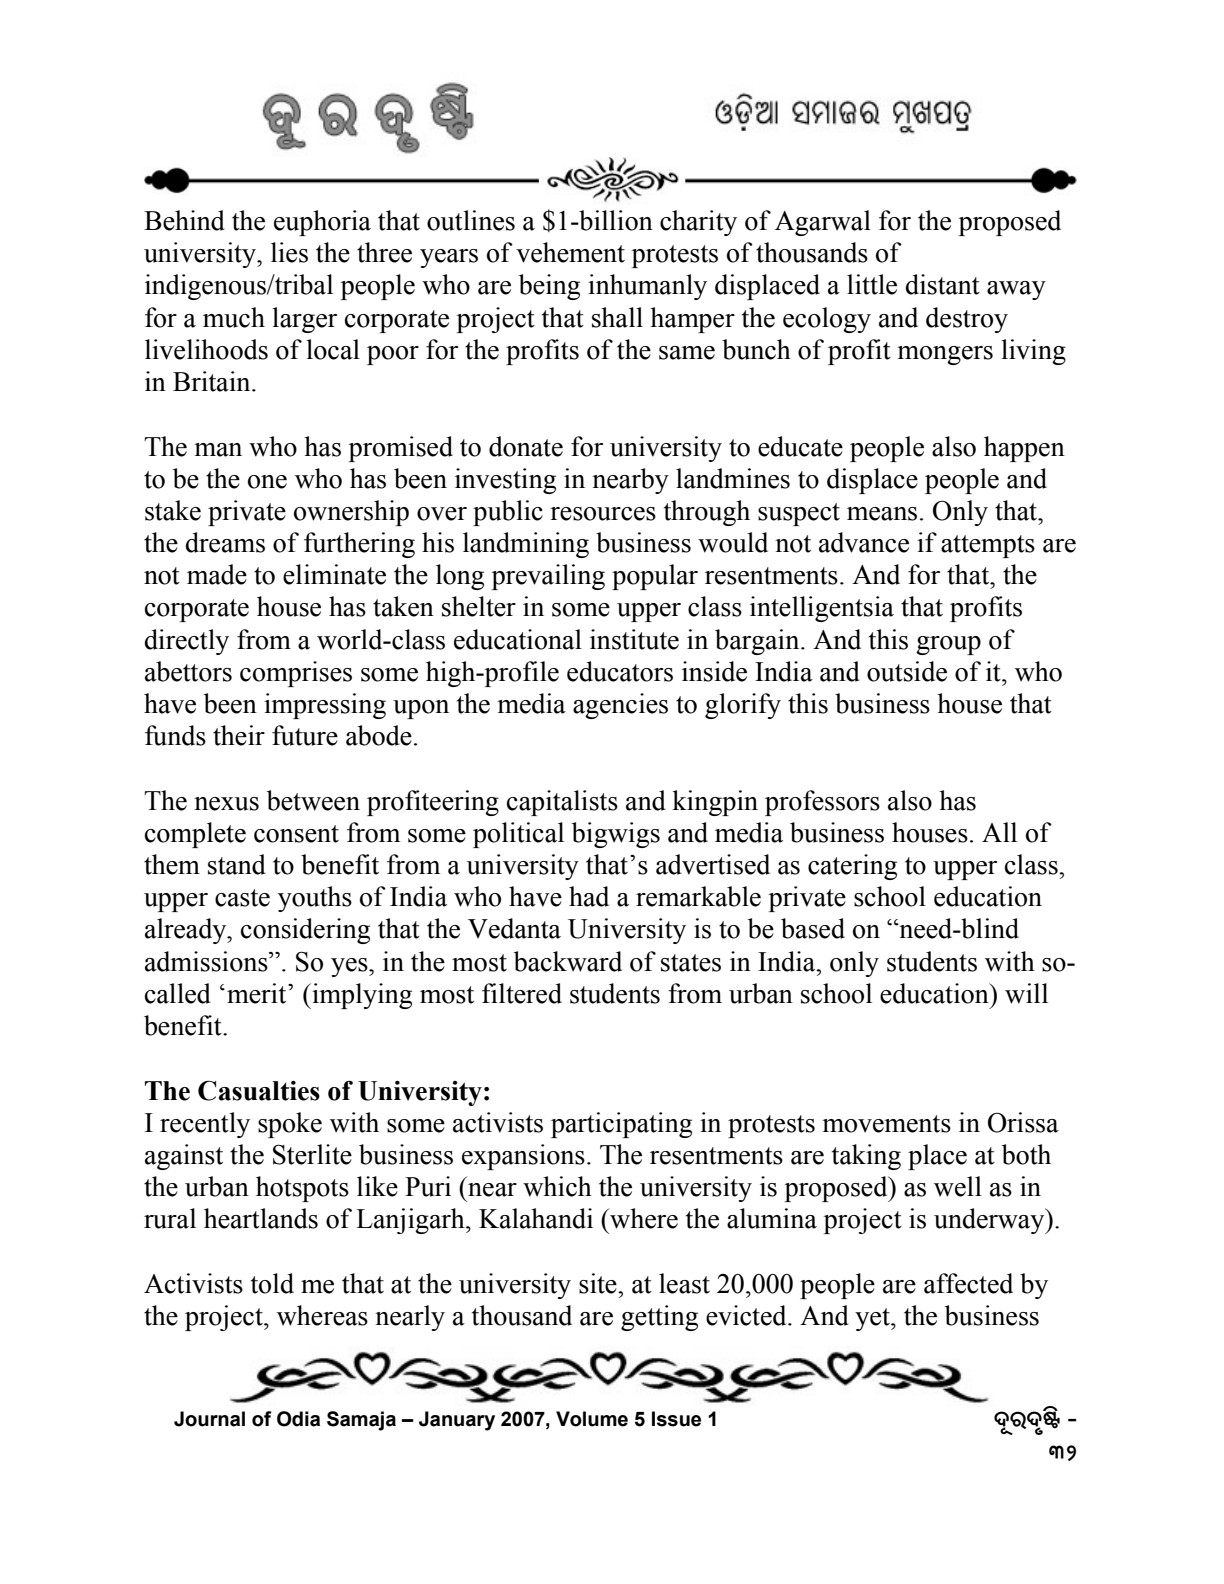 ଦୂରଦୃଷ୍ଟି ଓଡ଼ିଆ ସମାଜର ମୁଖପତ୍ର
Behind the euphoria that outlines a $1-billion charity of Agarwal for the proposed
university, lies the three years of vehement protests of thousands of
indigenous/tribal people who are being inhumanly displaced a little distant away
for a much larger corporate project that shall hamper the ecology and destroy
livelihoods of local poor for the profits of the same bunch of profit mongers living
in Britain.
The man who has promised to donate for university to educate people also happen
to be the one who has been investing in nearby landmines to displace people and
stake private ownership over public resources through suspect means. Only that,
the dreams of furthering his landmining business would not advance if attempts are
not made to eliminate the long prevailing popular resentments. And for that, the
corporate house has taken shelter in some upper class intelligentsia that profits
directly from a world-class educational institute in bargain. And this group of
abettors comprises some high-profile educators inside India and outside of it, who
have been impressing upon the media agencies to glorify this business house that
funds their future abode.
The nexus between profiteering capitalists and kingpin professors also has
complete consent from some political bigwigs and media business houses. All of
them stand to benefit from a university that’s advertised as catering to upper class,
upper caste youths of India who have had a remarkable private school education
already, considering that the Vedanta University is to be based on “need-blind
admissions”. So yes, in the most backward of states in India, only students with so-
called ‘merit’ (implying most filtered students from urban school education) will
benefit.
The Casualties of University:
I recently spoke with some activists participating in protests movements in Orissa
against the Sterlite business expansions. The resentments are taking place at both
the urban hotspots like Puri (near which the university is proposed) as well as in
rural heartlands of Lanjigarh, Kalahandi (where the alumina project is underway).
Activists told me that at the university site, at least 20,000 people are affected by
the project, whereas nearly a thousand are getting evicted. And yet, the business
Journal of Odia Samaja – January 2007, Volume 5 Issue 1 ଦୂରଦୃଷ୍ଟି -
୩୨